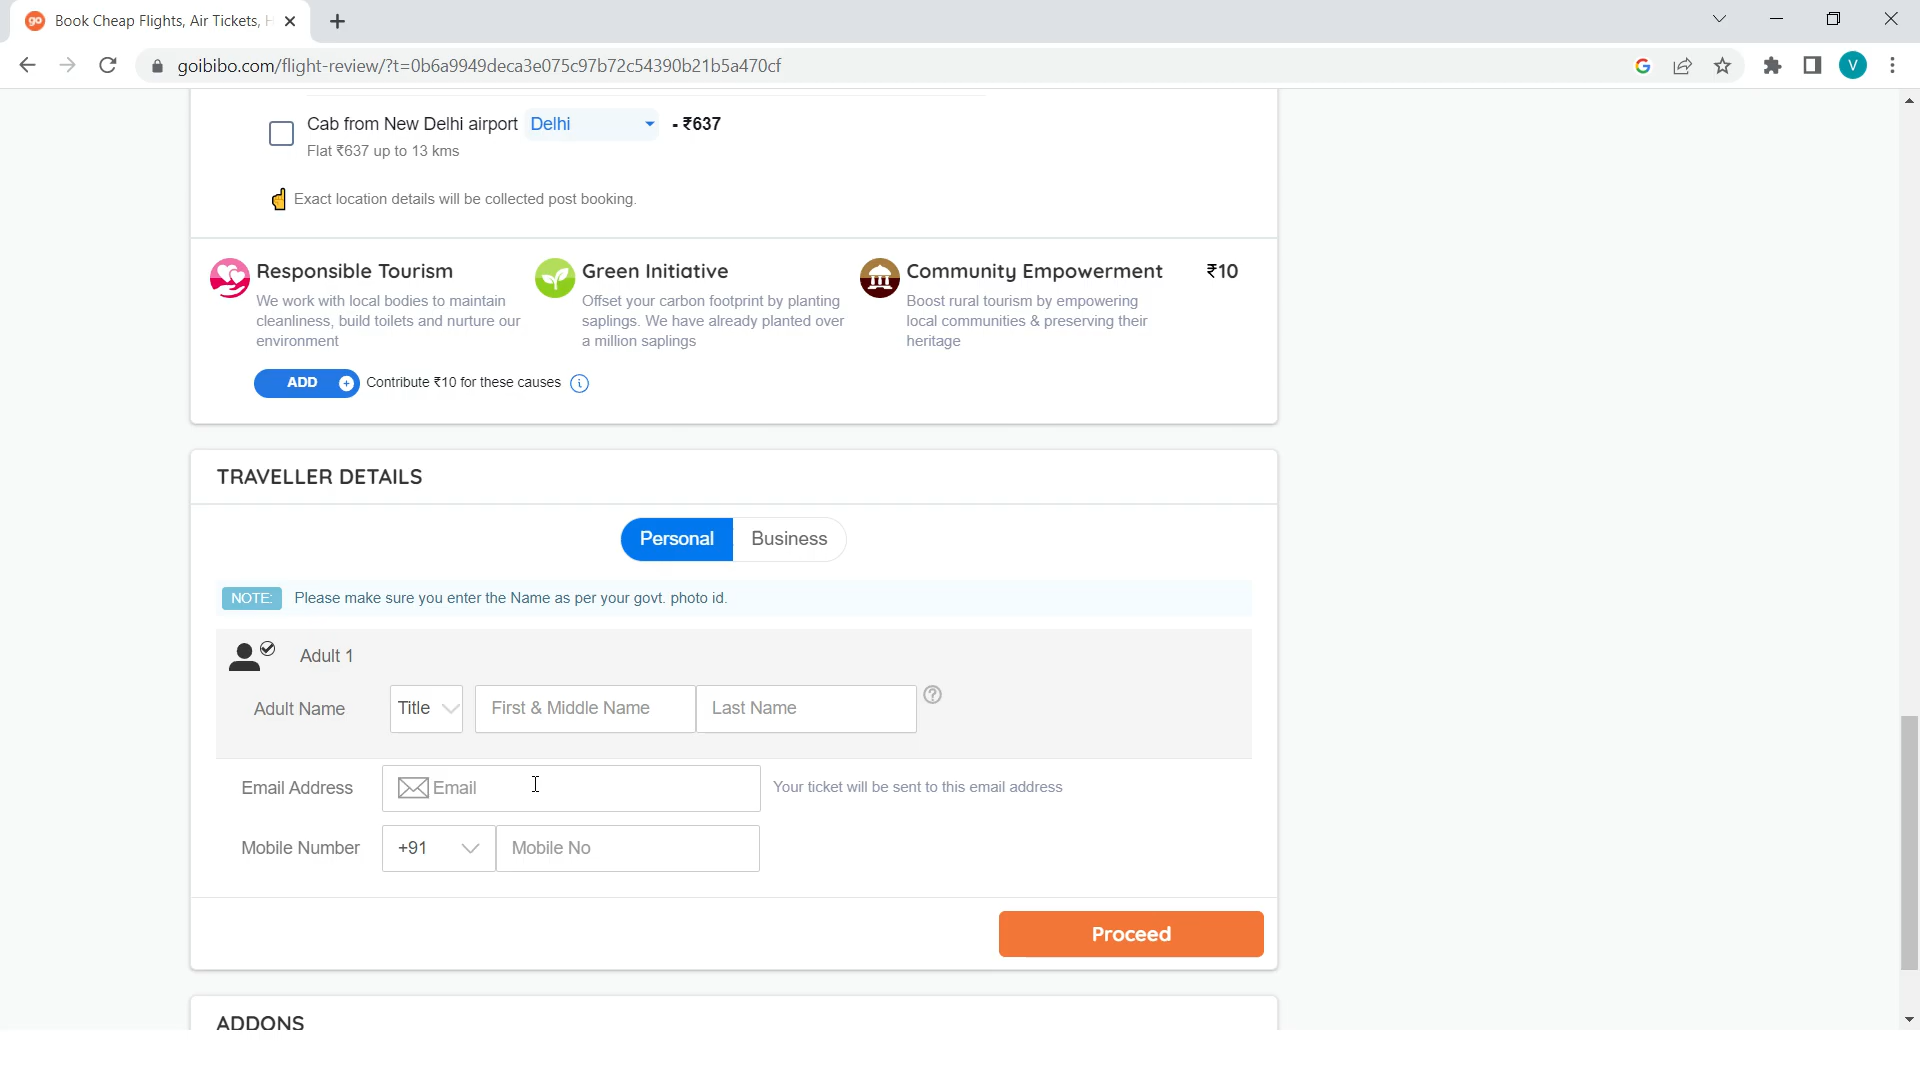 Book Cheap Flights, Air Tickets, H
goibibo.com/flight-review/?t=0b6a9949deca3e075c97b72c54390b21b5a470cf
V
Cab from New Delhi airport Delhi - ₹637
Flat ₹637 up to 13 kms
Exact location details will be collected post booking.
Responsible Tourism
We work with local bodies to maintain
cleanliness, build toilets and nurture our
environment
Green Initiative
Offset your carbon footprint by planting
saplings. We have already planted over
a million saplings
Community Empowerment ₹10
Boost rural tourism by empowering
local communities & preserving their
heritage
ADD + Contribute ₹10 for these causes i
TRAVELLER DETAILS
Personal Business
NOTE: Please make sure you enter the Name as per your govt. photo id.
Adult 1
Adult Name Title First & Middle Name Last Name ?
Email Address Email Your ticket will be sent to this email address
Mobile Number +91 Mobile No
Proceed
ADDONS